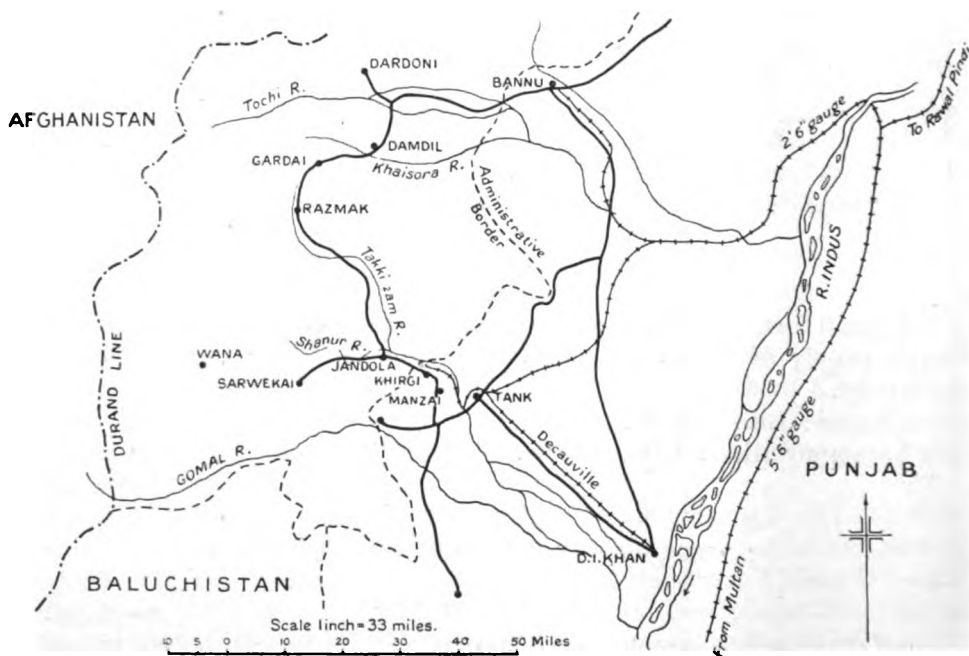 DARDONI
BANNU
Tochi R.
AFGHANISTAN
2'6" gauge
To Rawal Pindi
DAMDIL
GARDAI
Khaisora R.
Administrative
Border
RAZMAK
R. INDUS
Takki zam R.
Shanur R.
WANA
JANDOLA
SARWEKAI
KHIRGI
MANZAI
TANK
DURAND LINE
GOMAL R.
Decauville
5'6" gauge
PUNJAB
D.I.KHAN
BALUCHISTAN
from Multan
Scale 1inch = 33 miles.
10 5 0 10 20 30 40 50 Miles